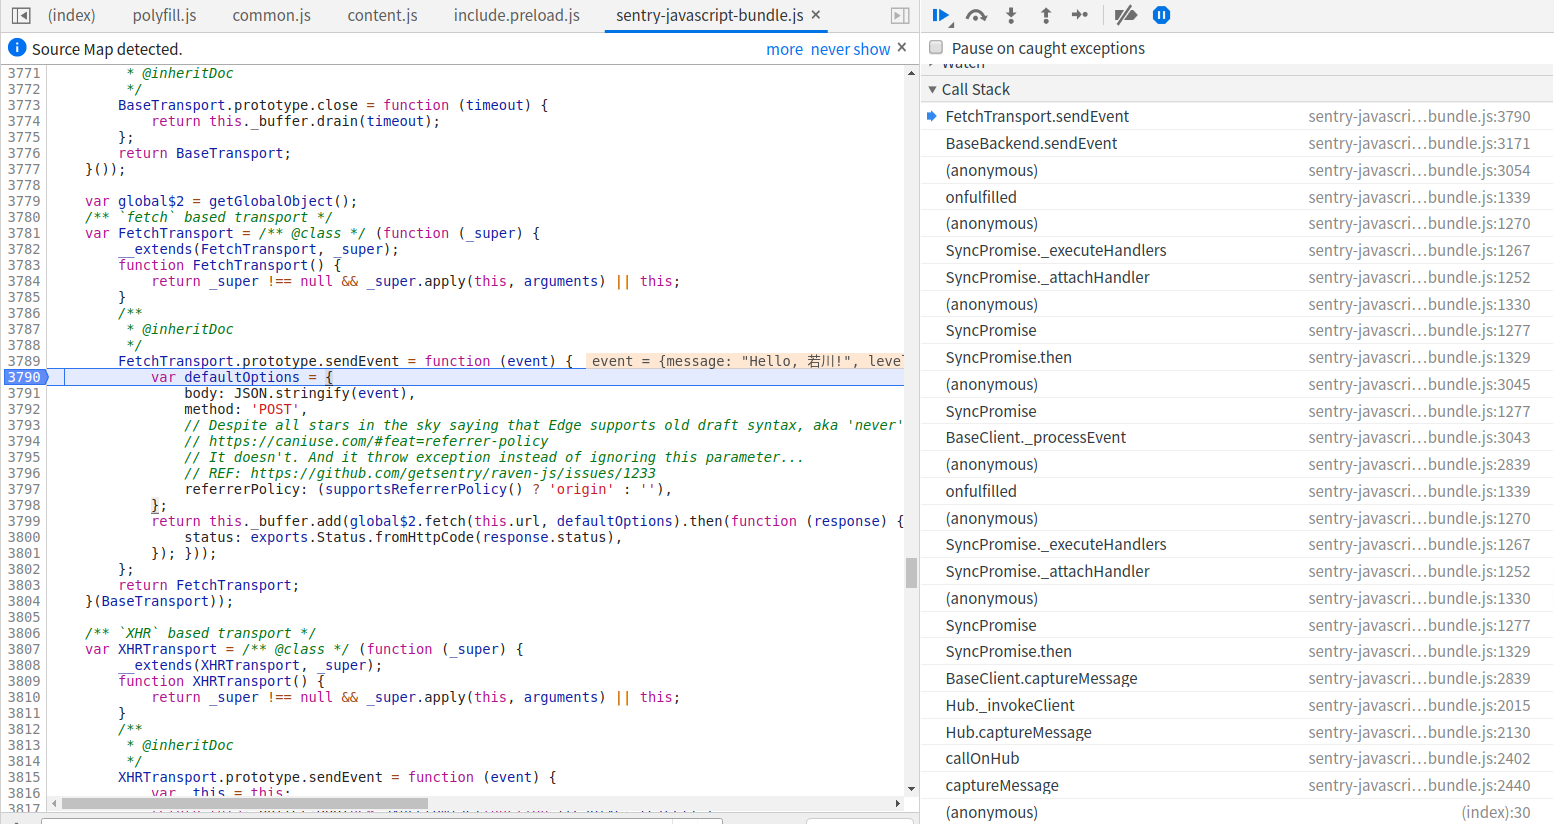 (index)
polyfill.js
common.js
content.js
include.preload.js
sentry-javascript-bundle.js ×
Source Map detected.
more never show ×
3771 * @inheritDoc
3772 */
3773 BaseTransport.prototype.close = function (timeout) {
3774 return this._buffer.drain(timeout);
3775 };
3776 return BaseTransport;
3777 }());
3778
3779 var global$2 = getGlobalObject();
3780 /** `fetch` based transport */
3781 var FetchTransport = /** @class */ (function (_super) {
3782 __extends(FetchTransport, _super);
3783 function FetchTransport() {
3784 return _super !== null && _super.apply(this, arguments) || this;
3785 }
3786 /**
3787 * @inheritDoc
3788 */
3789 FetchTransport.prototype.sendEvent = function (event) { event = {message: "Hello, 若川!", leve
3790 var defaultOptions = {
3791 body: JSON.stringify(event),
3792 method: 'POST',
3793 // Despite all stars in the sky saying that Edge supports old draft syntax, aka 'never'
3794 // https://caniuse.com/#feat=referrer-policy
3795 // It doesn't. And it throw exception instead of ignoring this parameter...
3796 // REF: https://github.com/getsentry/raven-js/issues/1233
3797 referrerPolicy: (supportsReferrerPolicy() ? 'origin' : ''),
3798 };
3799 return this._buffer.add(global$2.fetch(this.url, defaultOptions).then(function (response) {
3800 status: exports.Status.fromHttpCode(response.status),
3801 }); }));
3802 };
3803 return FetchTransport;
3804 }(BaseTransport));
3805
3806 /** `XHR` based transport */
3807 var XHRTransport = /** @class */ (function (_super) {
3808 __extends(XHRTransport, _super);
3809 function XHRTransport() {
3810 return _super !== null && _super.apply(this, arguments) || this;
3811 }
3812 /**
3813 * @inheritDoc
3814 */
3815 XHRTransport.prototype.sendEvent = function (event) {
3816 var _this = this;
3817
Pause on caught exceptions
Watch
Call Stack
FetchTransport.sendEvent sentry-javascri…bundle.js:3790
BaseBackend.sendEvent sentry-javascri…bundle.js:3171
(anonymous) sentry-javascri…bundle.js:3054
onfulfilled sentry-javascri…bundle.js:1339
(anonymous) sentry-javascri…bundle.js:1270
SyncPromise._executeHandlers sentry-javascri…bundle.js:1267
SyncPromise._attachHandler sentry-javascri…bundle.js:1252
(anonymous) sentry-javascri…bundle.js:1330
SyncPromise sentry-javascri…bundle.js:1277
SyncPromise.then sentry-javascri…bundle.js:1329
(anonymous) sentry-javascri…bundle.js:3045
SyncPromise sentry-javascri…bundle.js:1277
BaseClient._processEvent sentry-javascri…bundle.js:3043
(anonymous) sentry-javascri…bundle.js:2839
onfulfilled sentry-javascri…bundle.js:1339
(anonymous) sentry-javascri…bundle.js:1270
SyncPromise._executeHandlers sentry-javascri…bundle.js:1267
SyncPromise._attachHandler sentry-javascri…bundle.js:1252
(anonymous) sentry-javascri…bundle.js:1330
SyncPromise sentry-javascri…bundle.js:1277
SyncPromise.then sentry-javascri…bundle.js:1329
BaseClient.captureMessage sentry-javascri…bundle.js:2839
Hub._invokeClient sentry-javascri…bundle.js:2015
Hub.captureMessage sentry-javascri…bundle.js:2130
callOnHub sentry-javascri…bundle.js:2402
captureMessage sentry-javascri…bundle.js:2440
(anonymous) (index):30